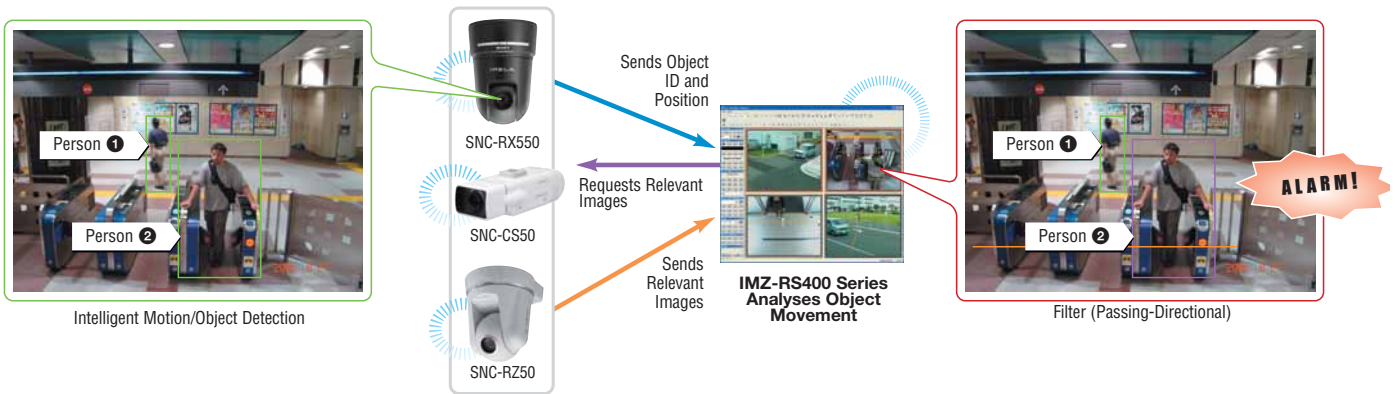 Person ❶
Person ❷
Intelligent Motion/Object Detection
SNC-RX550
SNC-CS50
SNC-RZ50
Sends Object
ID and
Position
Requests Relevant
Images
Sends
Relevant
Images
IMZ-RS400 Series
Analyses Object
Movement
Person ❶
Person ❷
ALARM!
Filter (Passing-Directional)